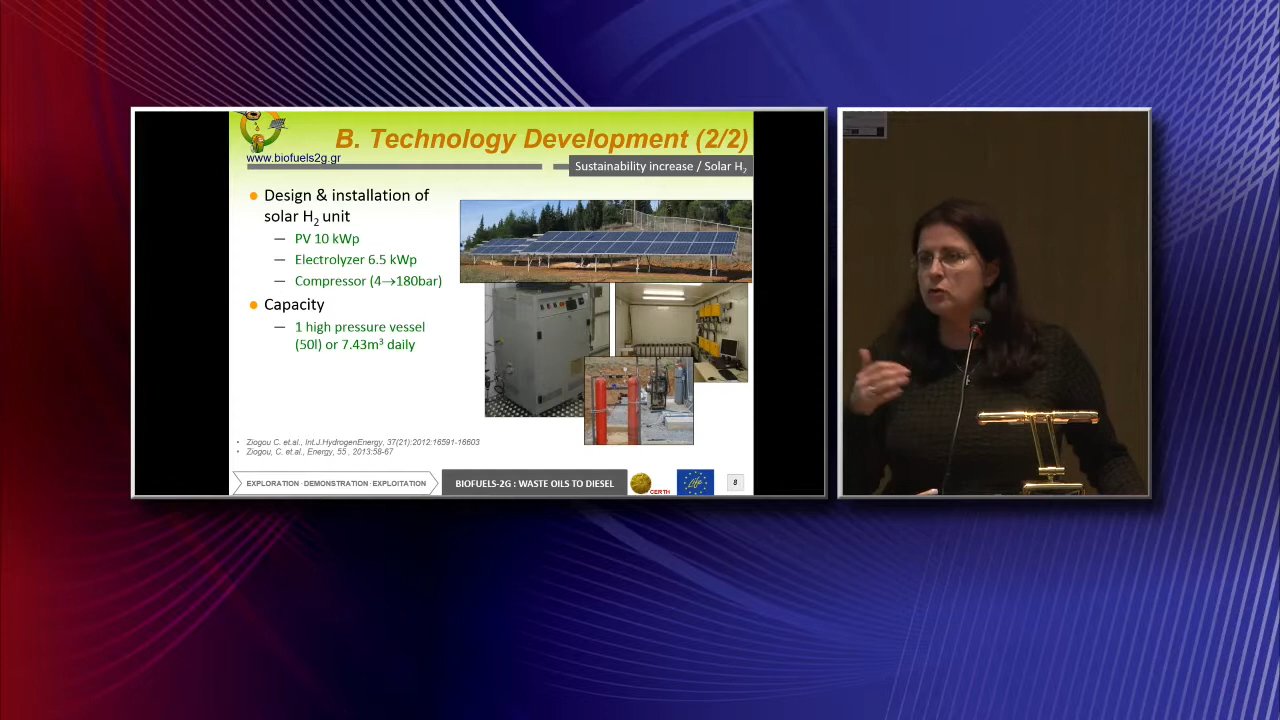 B. Technology Development (2/2)
www.biofuels2g.gr
Sustainability increase / Solar H2
Design & installation of
solar H2 unit
— PV 10 kWp
— Electrolyzer 6.5 kWp
— Compressor (4→180bar)
Capacity
— 1 high pressure vessel
(50l) or 7.43m³ daily
• Ziogou C. et.al., Int.J.HydrogenEnergy, 37(21):2012:16591-16603
• Ziogou, C. et.al., Energy, 55 , 2013:58-67
EXPLORATION·DEMONSTRATION·EXPLOITATION
BIOFUELS-2G : WASTE OILS TO DIESEL
CERTH
Life
8